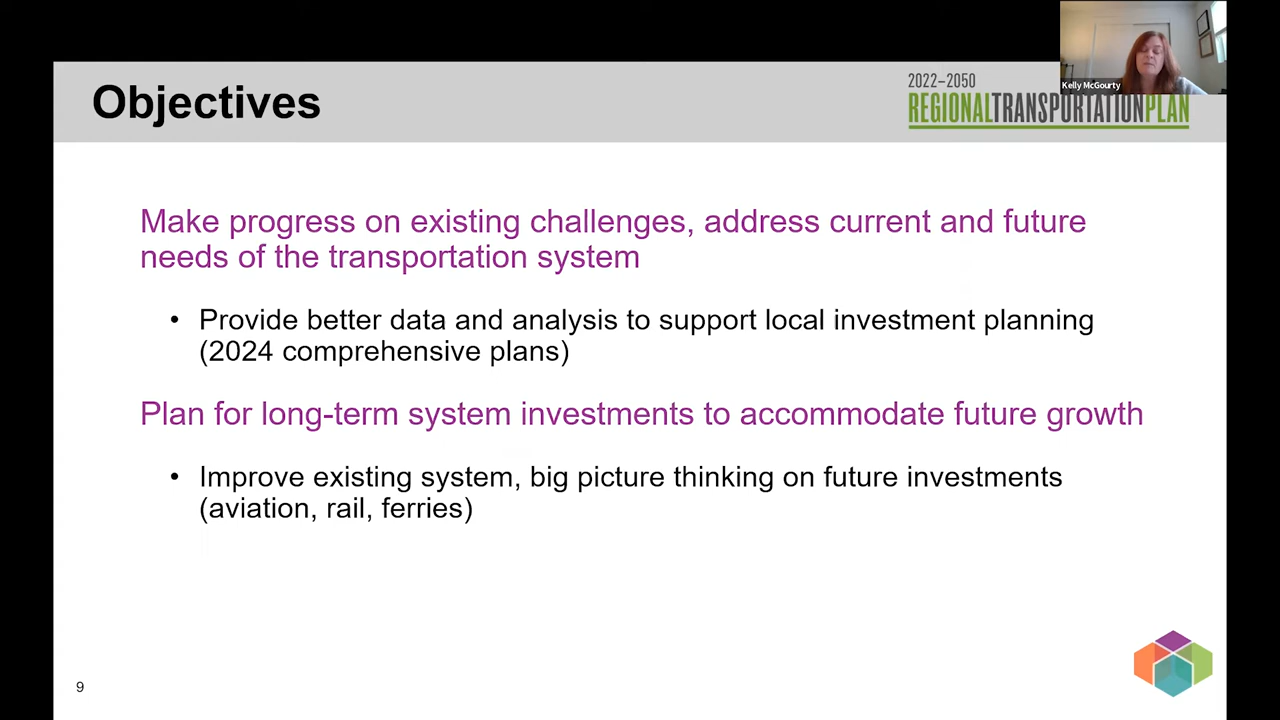 Objectives
2022–2050
REGIONALTRANSPORTATIONPLAN
Kelly McGourty
Make progress on existing challenges, address current and future
needs of the transportation system
• Provide better data and analysis to support local investment planning
(2024 comprehensive plans)
Plan for long-term system investments to accommodate future growth
• Improve existing system, big picture thinking on future investments
(aviation, rail, ferries)
9